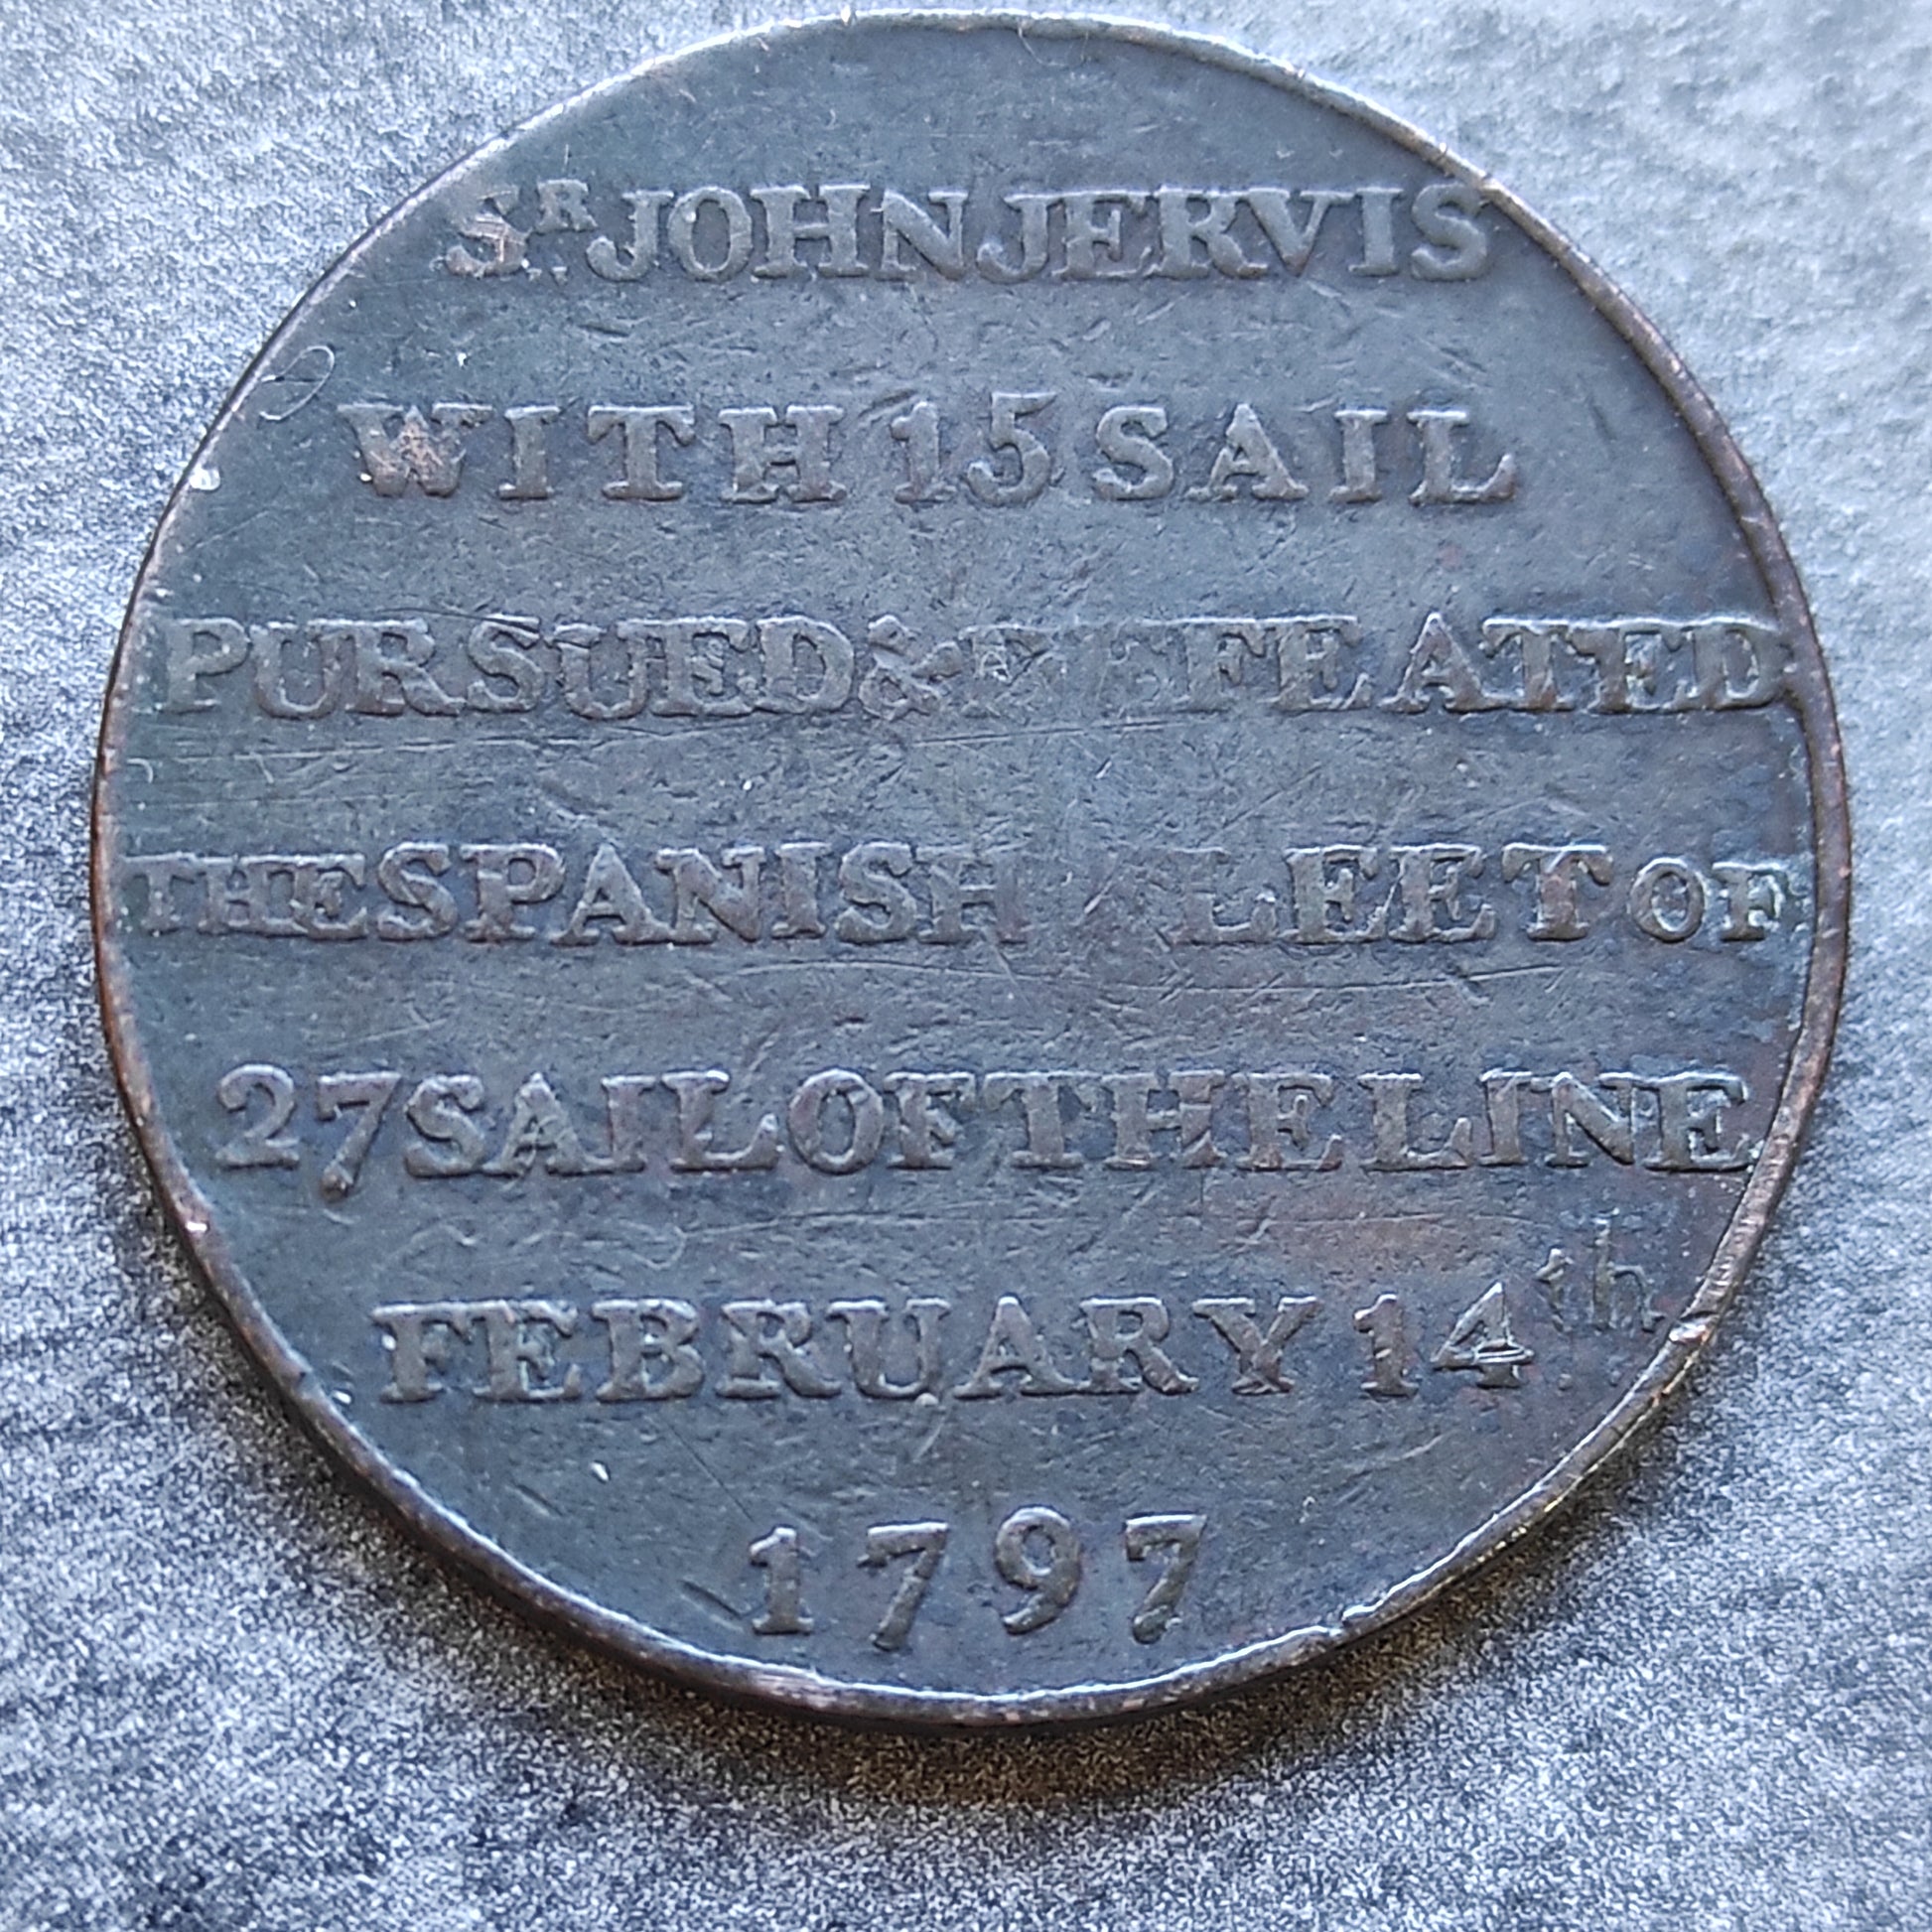 SR JOHN JERVIS
WITH 15 SAIL
PURSUED & DEFEATED
THE SPANISH FLEET OF
27 SAIL OF THE LINE
FEBRUARY 14th
1797